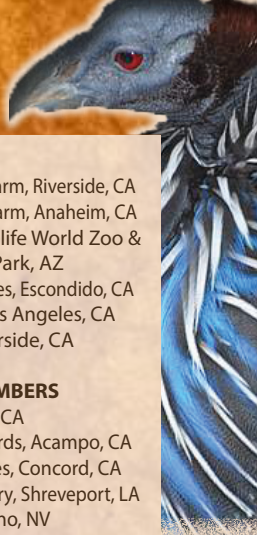 arm, Riverside, CA
arm, Anaheim, CA
life World Zoo &
Park, AZ
es, Escondido, CA
s Angeles, CA
rside, CA
MBERS
CA
rds, Acampo, CA
es, Concord, CA
ry, Shreveport, LA
no, NV